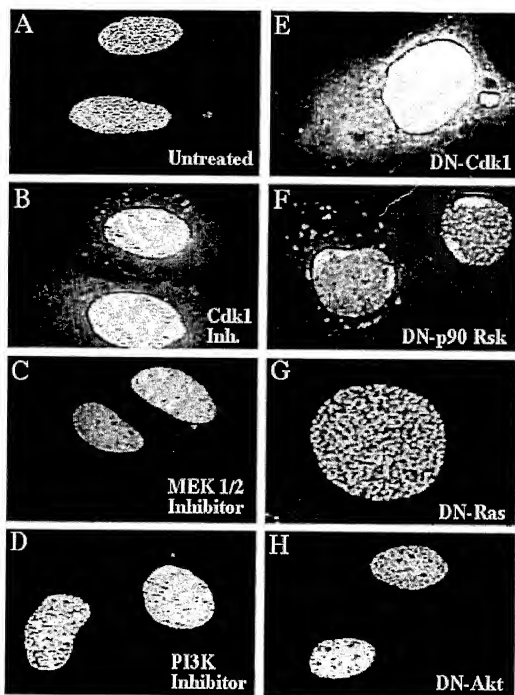 A
Untreated
B
Cdk1
Inh.
C
MEK 1/2
Inhibitor
D
PI3K
Inhibitor
E
DN-Cdk1
F
DN-p90 Rsk
G
DN-Ras
H
DN-Akt